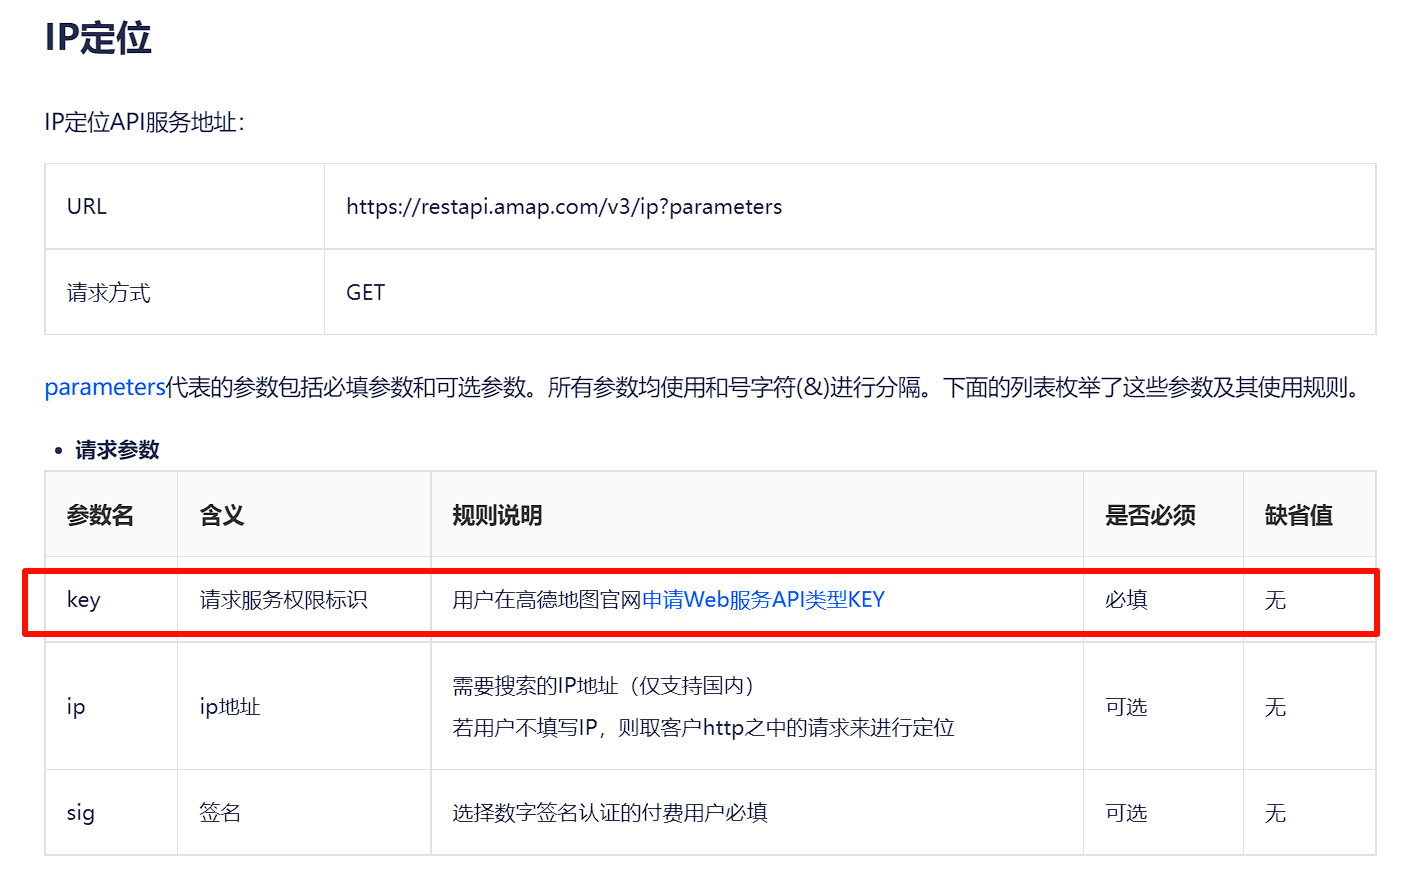 IP定位
IP定位API服务地址：
URL
https://restapi.amap.com/v3/ip?parameters
请求方式
GET
parameters代表的参数包括必填参数和可选参数。所有参数均使用和号字符(&)进行分隔。下面的列表枚举了这些参数及其使用规则。
• 请求参数
参数名 含义 规则说明 是否必须 缺省值
key 请求服务权限标识 用户在高德地图官网申请Web服务API类型KEY 必填 无
ip ip地址 需要搜索的IP地址（仅支持国内）
若用户不填写IP，则取客户http之中的请求来进行定位 可选 无
sig 签名 选择数字签名认证的付费用户必填 可选 无